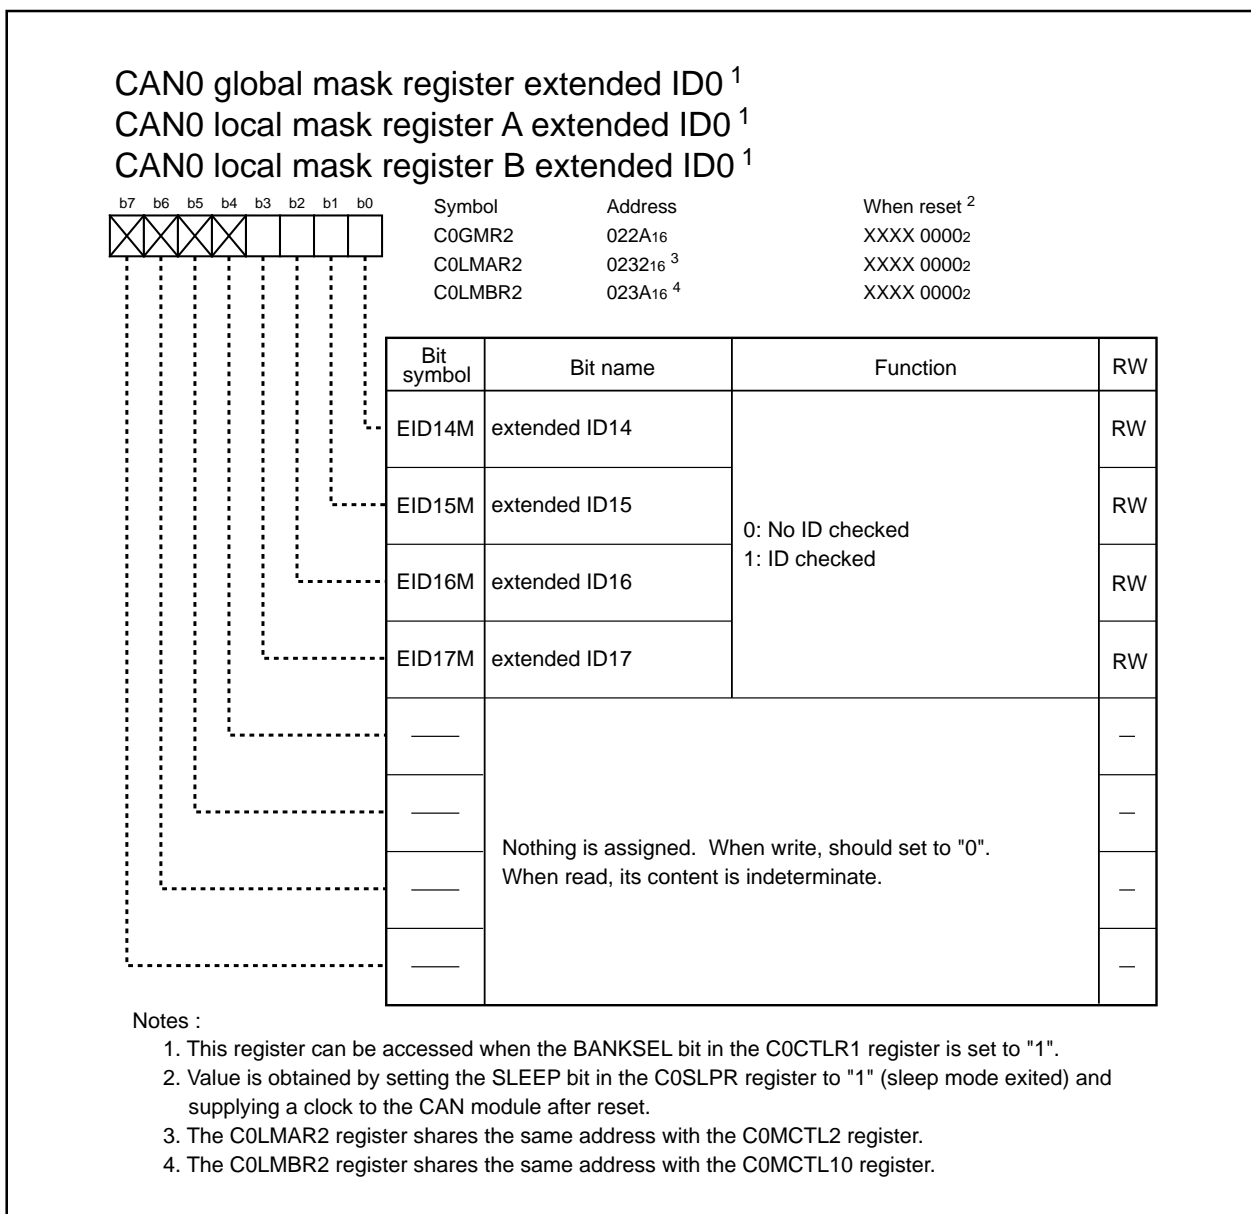 CAN0 global mask register extended ID0 1
CAN0 local mask register A extended ID0 1
CAN0 local mask register B extended ID0 1
b7 b6 b5 b4 b3 b2 b1 b0
Symbol Address When reset 2
C0GMR2 022A16 XXXX 00002
C0LMAR2 023216 3 XXXX 00002
C0LMBR2 023A16 4 XXXX 00002
Bit symbol Bit name Function RW
EID14M extended ID14 RW
EID15M extended ID15 RW
0: No ID checked
1: ID checked
EID16M extended ID16 RW
EID17M extended ID17 RW
— —
— —
Nothing is assigned. When write, should set to "0".
When read, its content is indeterminate.
— —
— —
Notes :
1. This register can be accessed when the BANKSEL bit in the C0CTLR1 register is set to "1".
2. Value is obtained by setting the SLEEP bit in the C0SLPR register to "1" (sleep mode exited) and
supplying a clock to the CAN module after reset.
3. The C0LMAR2 register shares the same address with the C0MCTL2 register.
4. The C0LMBR2 register shares the same address with the C0MCTL10 register.